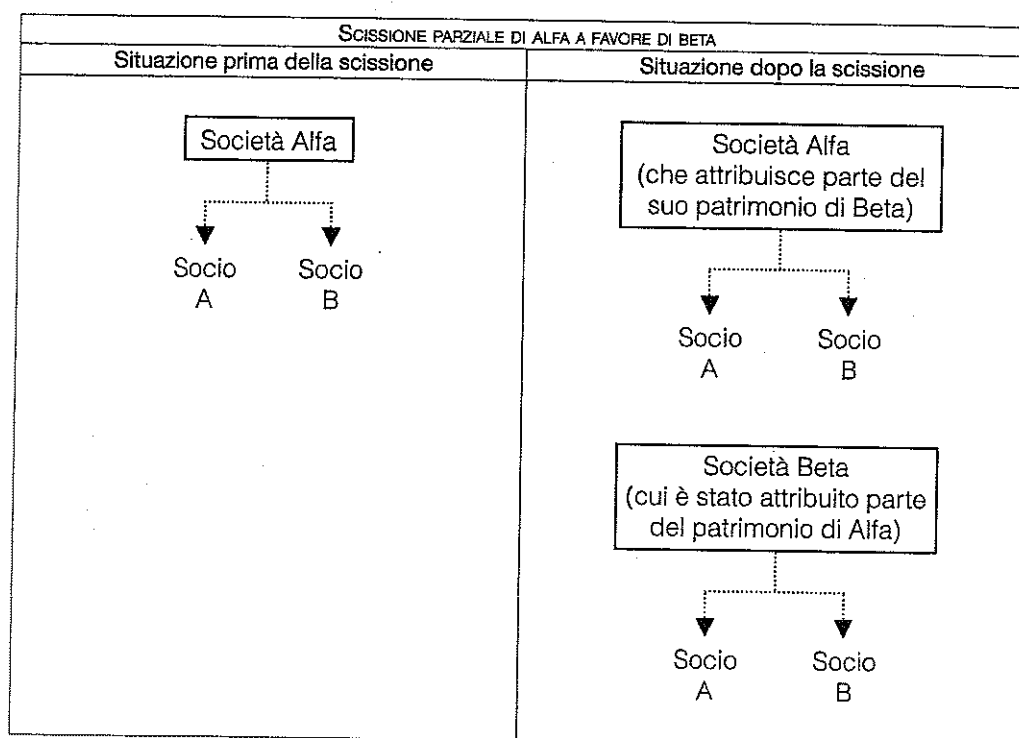 SCISSIONE PARZIALE DI ALFA A FAVORE DI BETA
Situazione prima della scissione
Situazione dopo la scissione
Società Alfa
Socio
A
Socio
B
Società Alfa
(che attribuisce parte del
suo patrimonio di Beta)
Socio
A
Socio
B
Società Beta
(cui è stato attribuito parte
del patrimonio di Alfa)
Socio
A
Socio
B